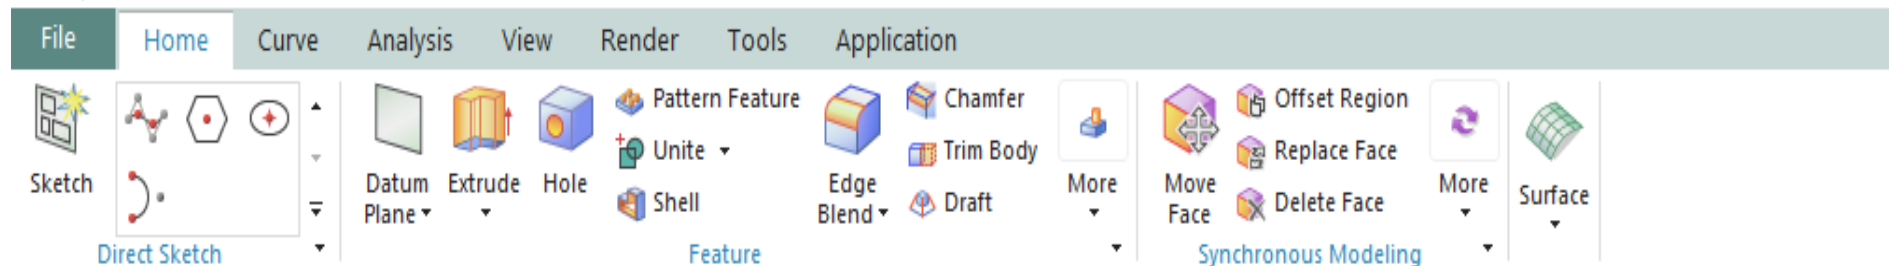 File Home Curve Analysis View Render Tools Application
Sketch
Direct Sketch
Datum Plane
Extrude
Hole
Pattern Feature
Unite
Shell
Edge Blend
Chamfer
Trim Body
Draft
More
Feature
Move Face
Offset Region
Replace Face
Delete Face
More
Synchronous Modeling
Surface